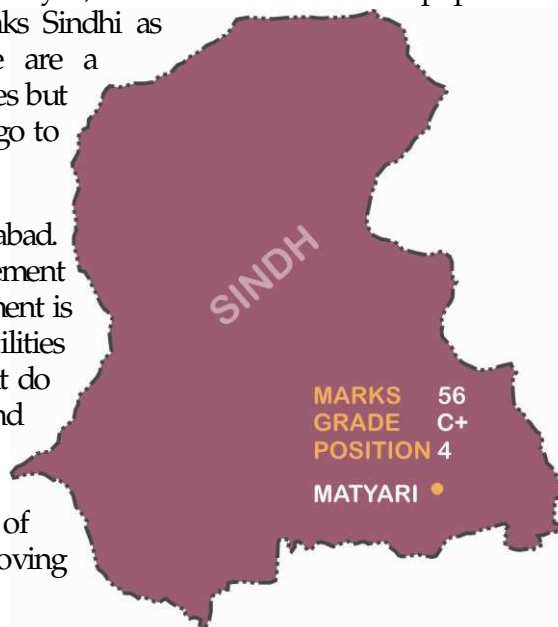 nks Sindhi as
e are a
es but
go to
abad.
ement
ment is
ilities
t do
nd
of
oving
SINDH
MARKS 56
GRADE C+
POSITION 4
MATYARI